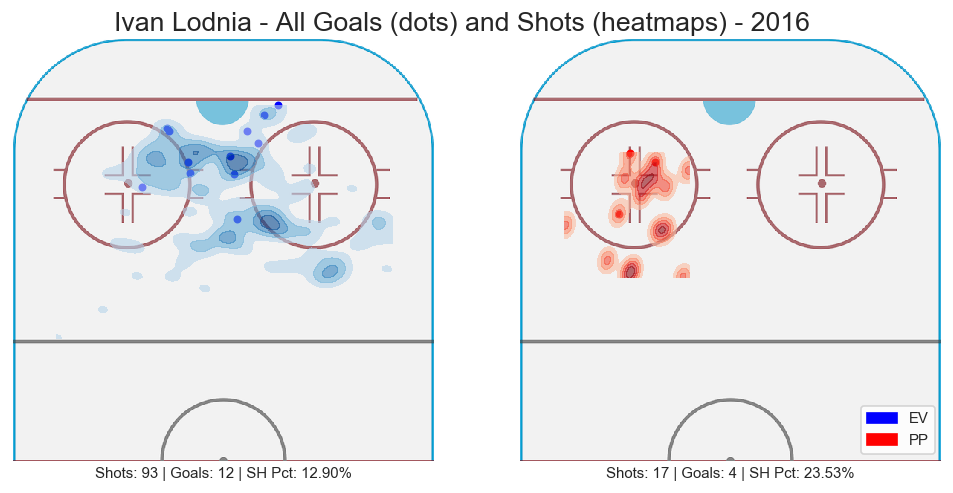 Ivan Lodnia - All Goals (dots) and Shots (heatmaps) - 2016
EV
PP
Shots: 93 | Goals: 12 | SH Pct: 12.90%
Shots: 17 | Goals: 4 | SH Pct: 23.53%